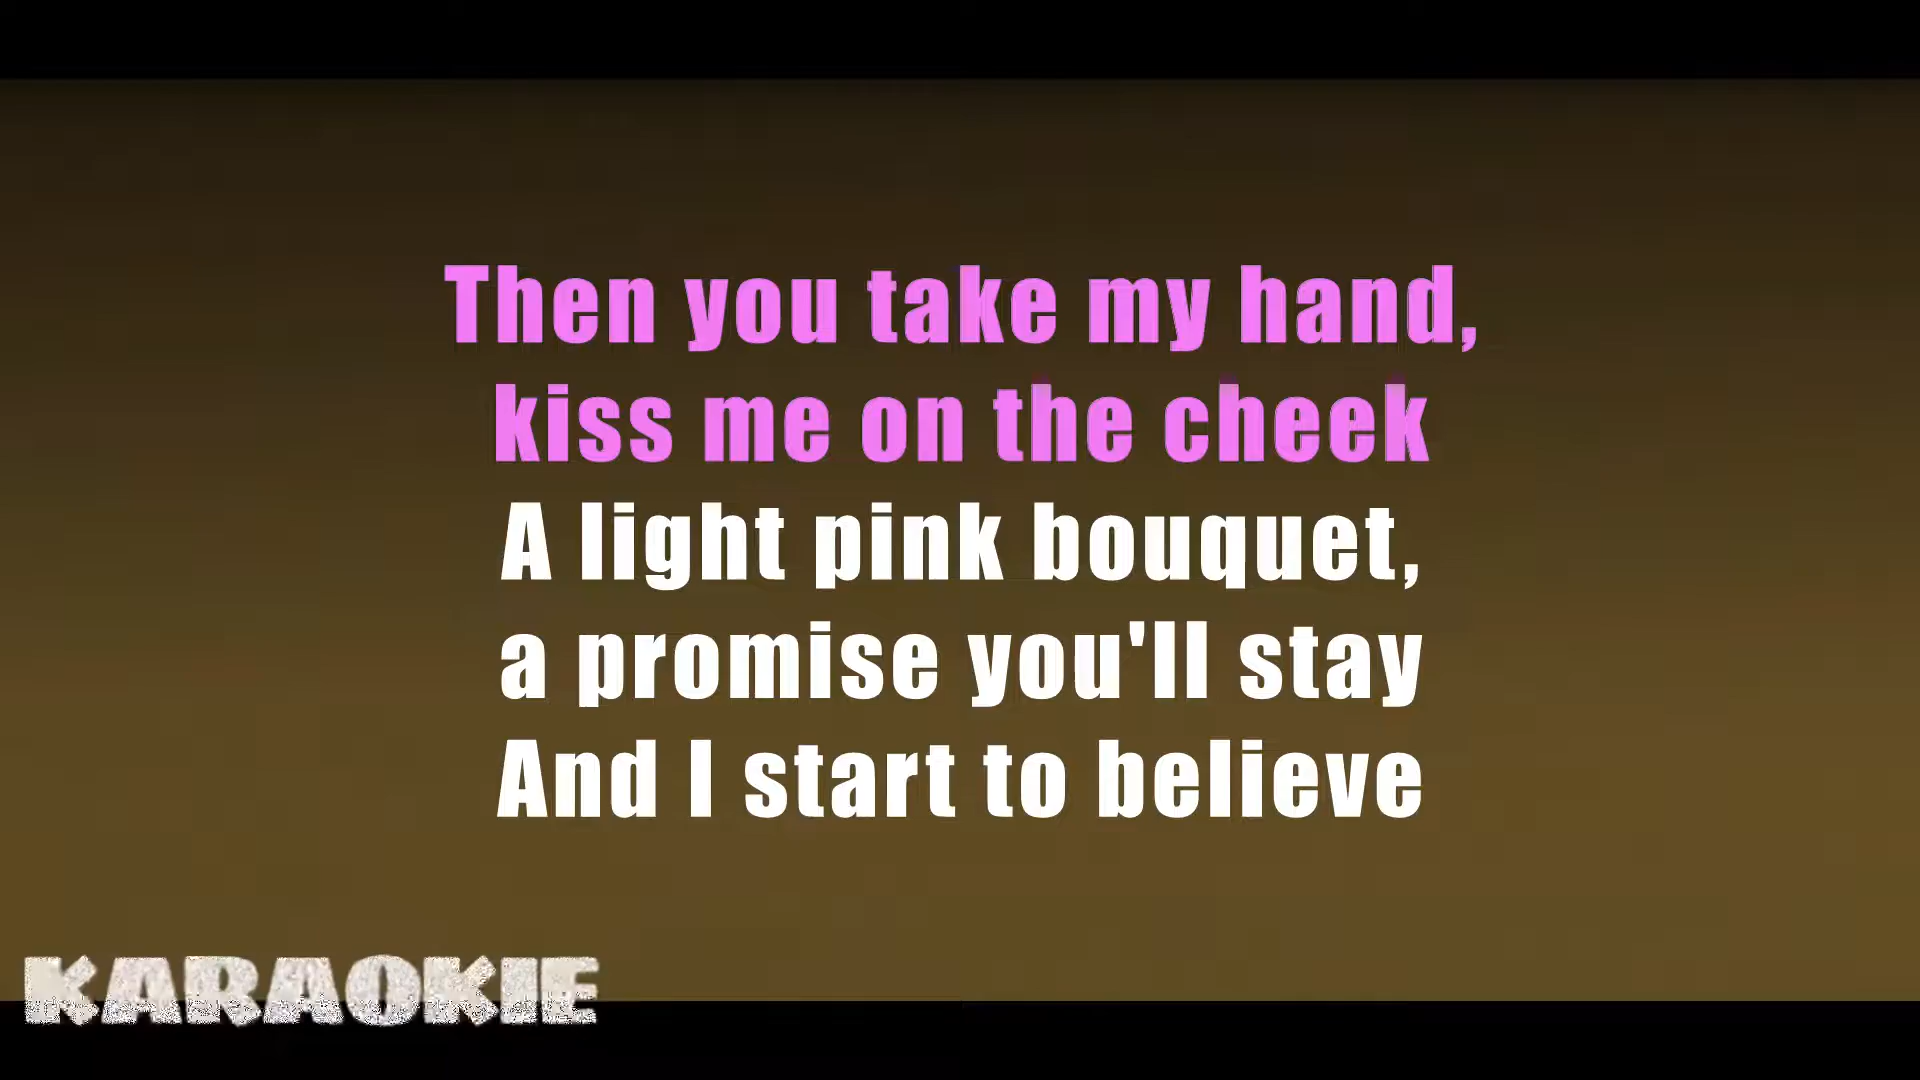 Then you take my hand,
kiss me on the cheek
A light pink bouquet,
a promise you'll stay
And I start to believe
KARAOKIE